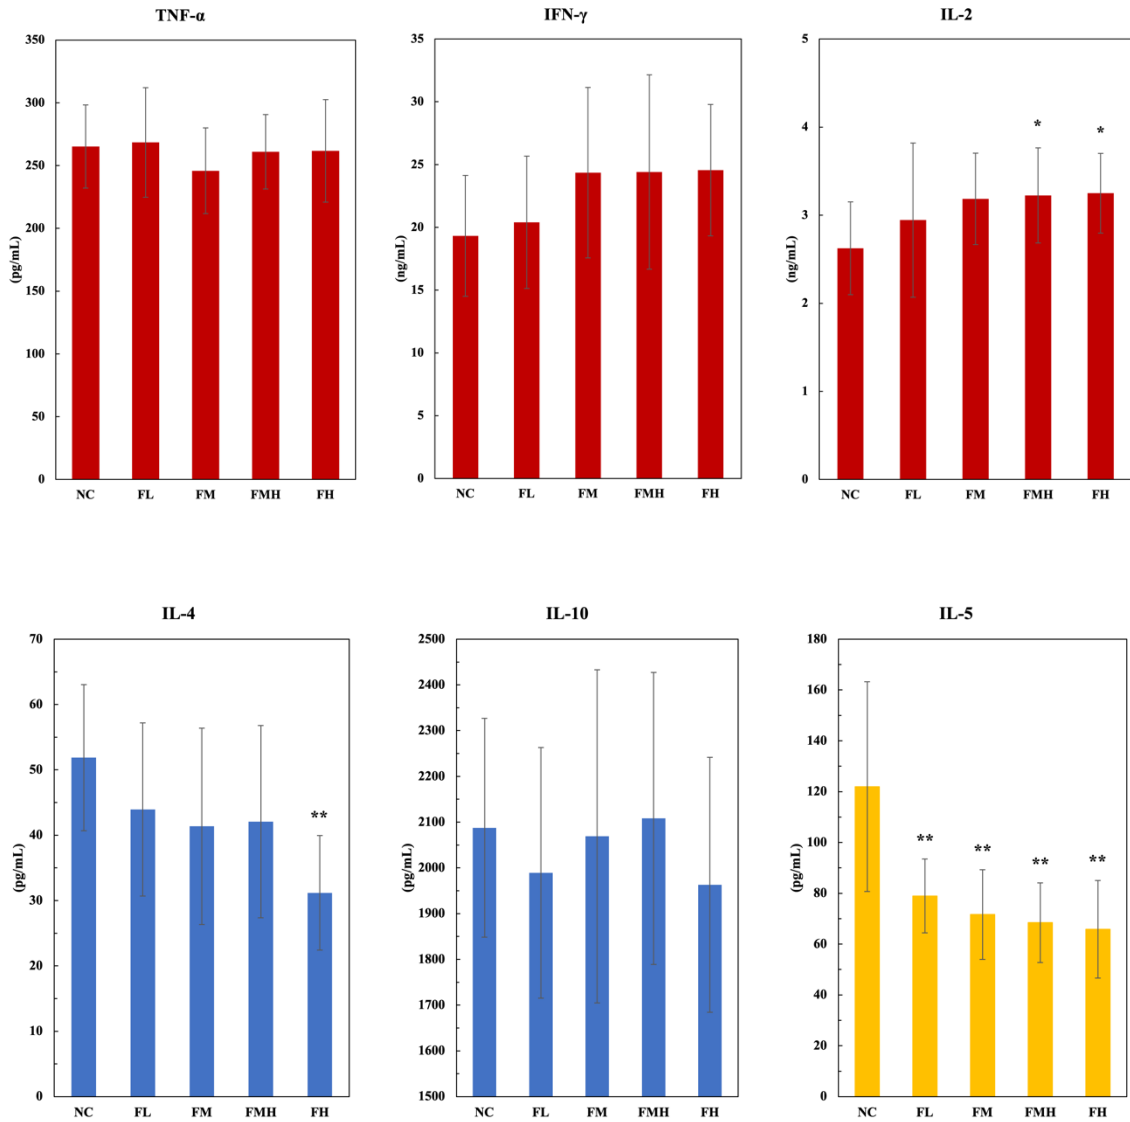 TNF-α
350
300
250
200
150
100
50
0
(pg/mL)
NC FL FM FMH FH
IFN-γ
35
30
25
20
15
10
5
0
(ng/mL)
NC FL FM FMH FH
IL-2
5
4
3
2
1
0
(ng/mL)
* *
NC FL FM FMH FH
IL-4
70
60
50
40
30
20
10
0
(pg/mL)
**
NC FL FM FMH FH
IL-10
2500
2400
2300
2200
2100
2000
1900
1800
1700
1600
1500
(pg/mL)
NC FL FM FMH FH
IL-5
180
160
140
120
100
80
60
40
20
0
(pg/mL)
** ** ** **
NC FL FM FMH FH